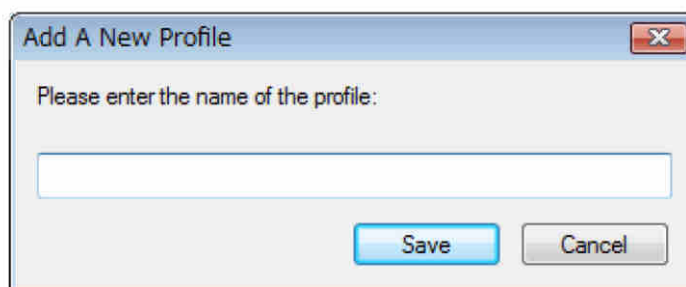 Add A New Profile
Please enter the name of the profile:
Save
Cancel